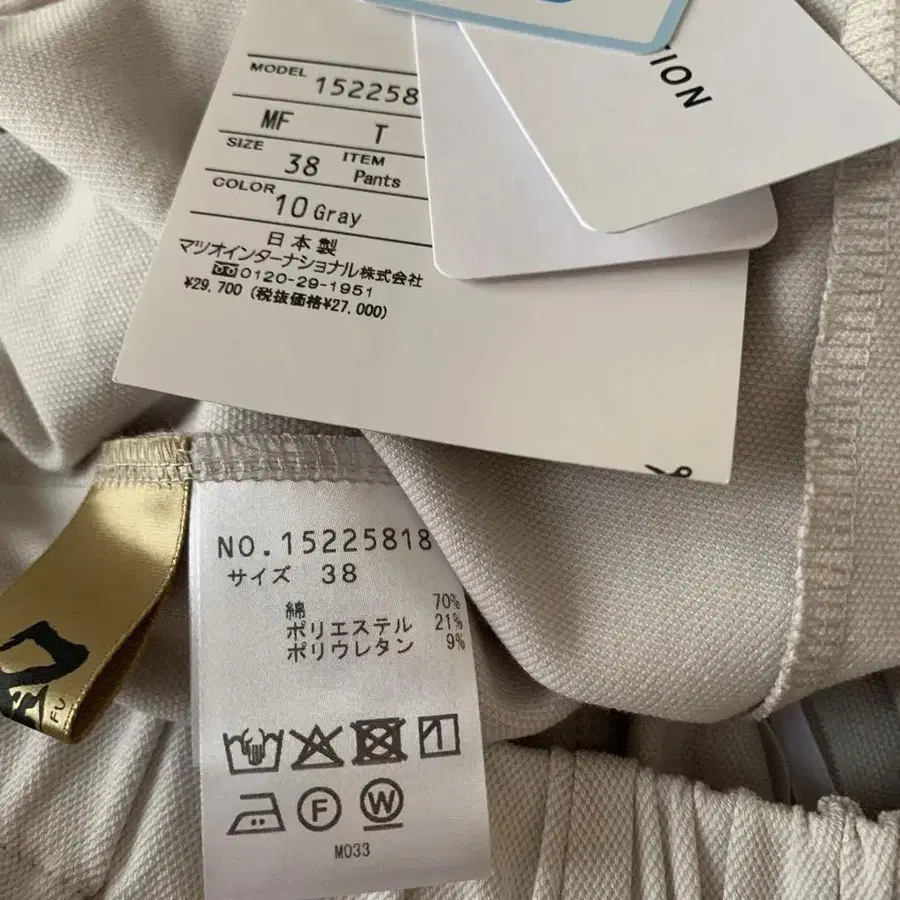 TION
MODEL 152258
MF T
SIZE 38 ITEM Pants
COLOR 10 Gray
日本製
マツオインターナショナル株式会社
0120-29-1951
¥29,700 (税抜価格¥27,000)
NO.15225818
サイズ 38
綿 70%
ポリエステル 21%
ポリウレタン 9%
F W
M033
FU